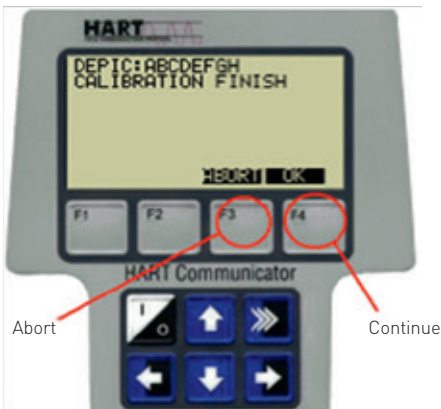 HART
DEPIC:ABCDEFGH
CALIBRATION FINISH
ABORT OK
F1 F2 F3 F4
HART Communicator
I
O
Abort Continue